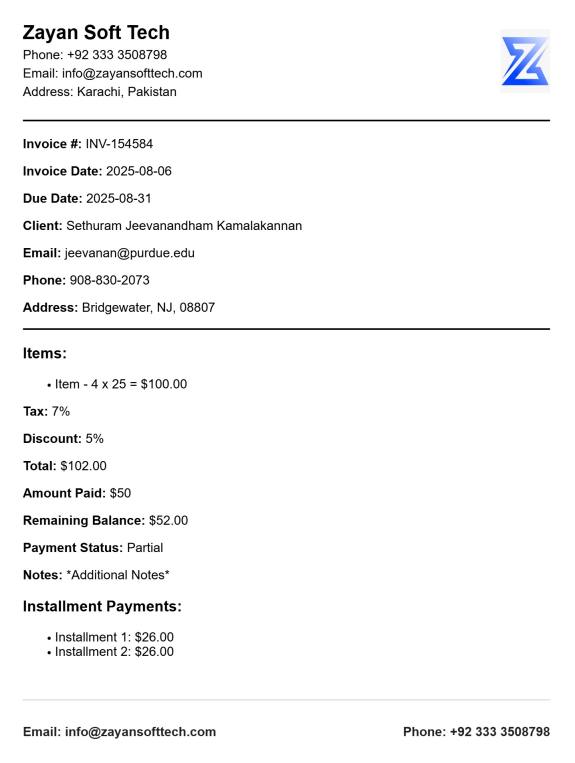 Zayan Soft Tech
Phone: +92 333 3508798
Email: info@zayansofttech.com
Address: Karachi, Pakistan
Invoice #: INV-154584
Invoice Date: 2025-08-06
Due Date: 2025-08-31
Client: Sethuram Jeevanandham Kamalakannan
Email: jeevanan@purdue.edu
Phone: 908-830-2073
Address: Bridgewater, NJ, 08807
Items:
• Item - 4 x 25 = $100.00
Tax: 7%
Discount: 5%
Total: $102.00
Amount Paid: $50
Remaining Balance: $52.00
Payment Status: Partial
Notes: *Additional Notes*
Installment Payments:
• Installment 1: $26.00
• Installment 2: $26.00
Email: info@zayansofttech.com Phone: +92 333 3508798